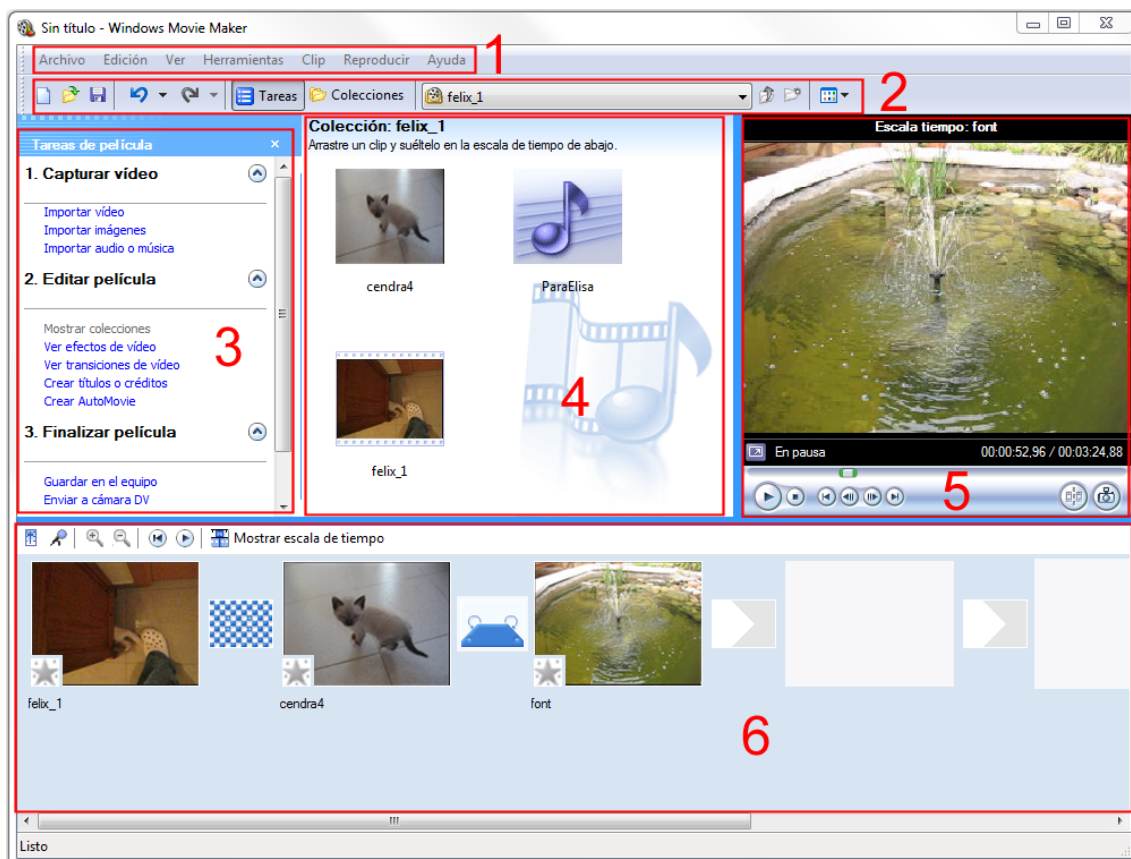 Sin título - Windows Movie Maker
Archivo Edición Ver Herramientas Clip Reproducir Ayuda
1
Tareas Colecciones felix_1
2
Tareas de película
1. Capturar vídeo
Importar vídeo
Importar imágenes
Importar audio o música
2. Editar película
Mostrar colecciones
Ver efectos de vídeo
Ver transiciones de vídeo
Crear títulos o créditos
Crear AutoMovie
3. Finalizar película
Guardar en el equipo
Enviar a cámara DV
3
Colección: felix_1
Arrastre un clip y suéltelo en la escala de tiempo de abajo.
cendra4
ParaElisa
felix_1
4
Escala tiempo: font
En pausa
00:00:52,96 / 00:03:24,88
5
Mostrar escala de tiempo
felix_1
cendra4
font
6
Listo